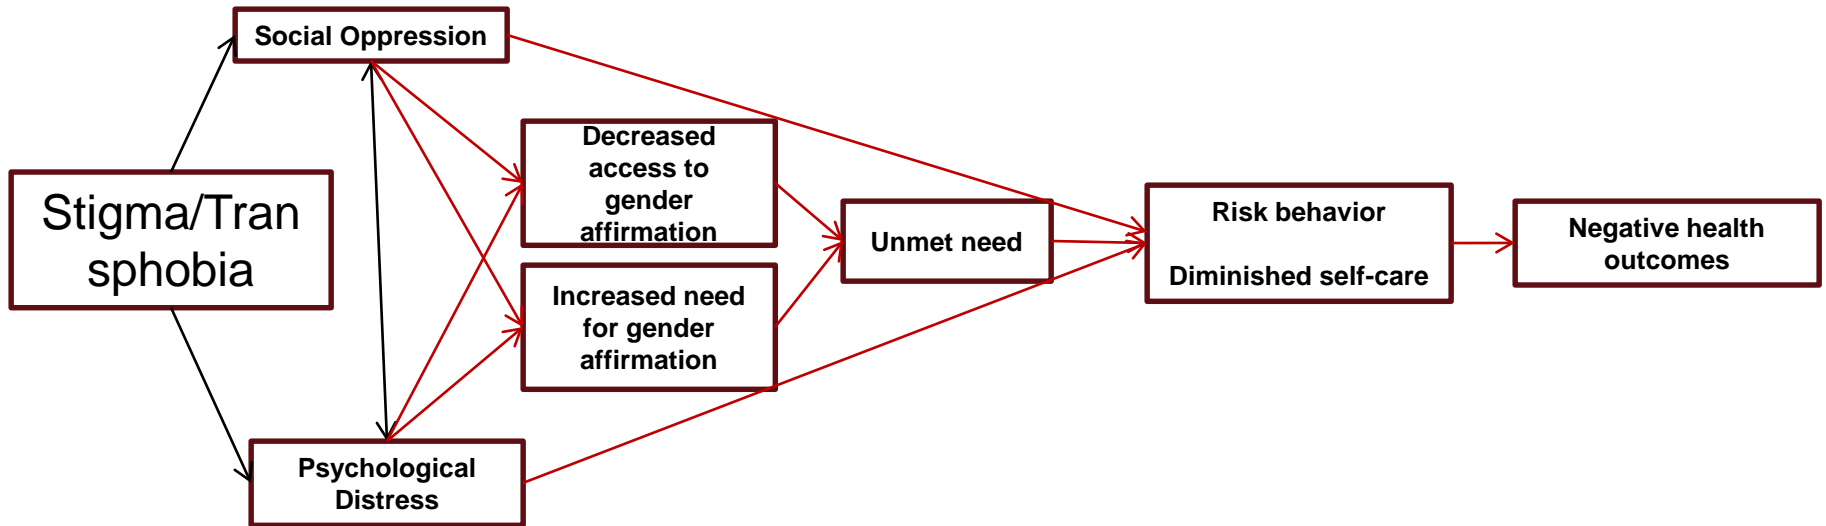 Social Oppression
Stigma/Tran
sphobia
Decreased
access to
gender
affirmation
Increased need
for gender
affirmation
Psychological
Distress
Unmet need
Risk behavior
Diminished self-care
Negative health
outcomes